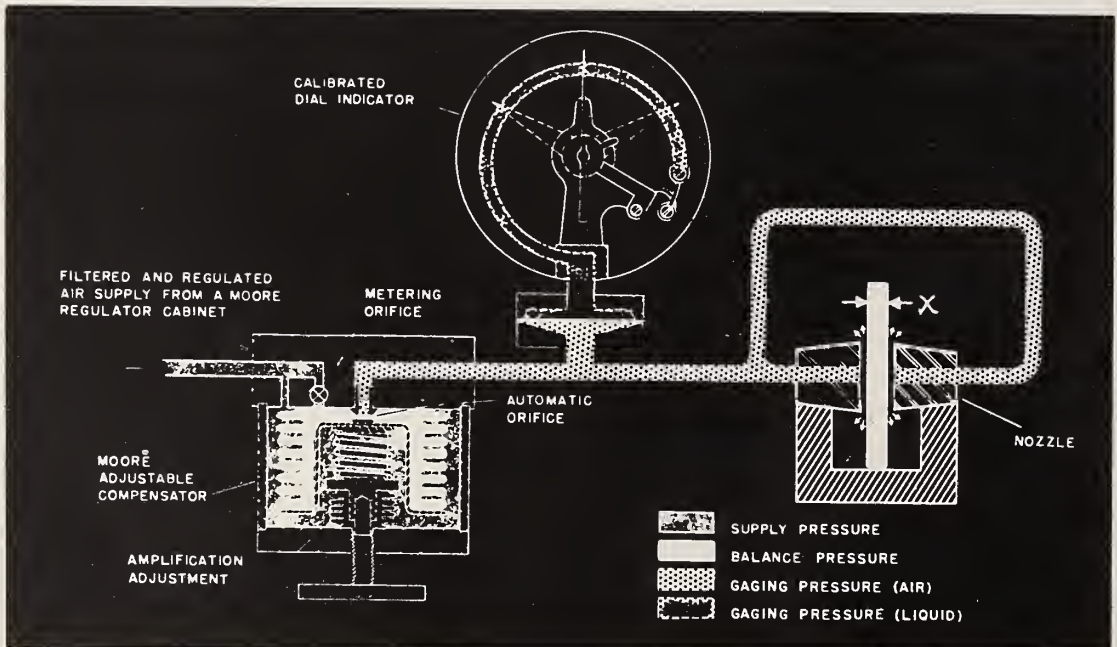 CALIBRATED
DIAL INDICATOR
FILTERED AND REGULATED
AIR SUPPLY FROM A MOORE
REGULATOR CABINET
METERING
ORIFICE
X
AUTOMATIC
ORIFICE
NOZZLE
MOORE
ADJUSTABLE
COMPENSATOR
AMPLIFICATION
ADJUSTMENT
SUPPLY PRESSURE
BALANCE PRESSURE
GAGING PRESSURE (AIR)
GAGING PRESSURE (LIQUID)